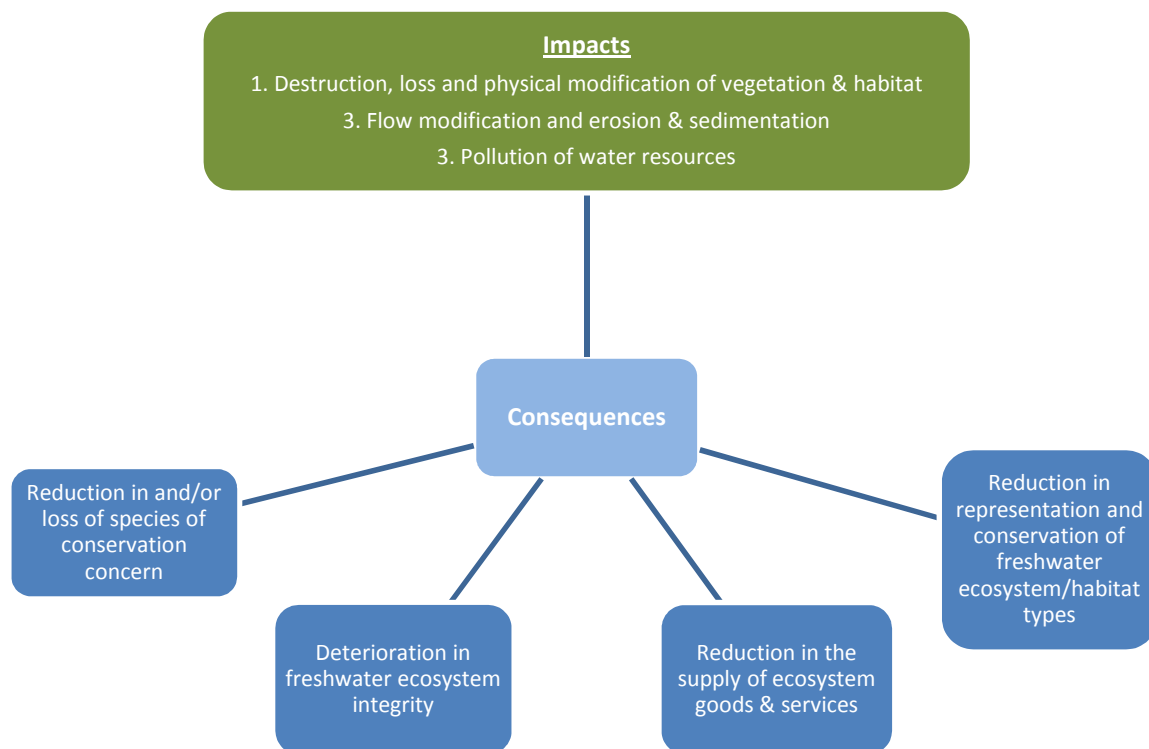 Impacts
1. Destruction, loss and physical modification of vegetation & habitat
3. Flow modification and erosion & sedimentation
3. Pollution of water resources
Consequences
Reduction in and/or
loss of species of
conservation
concern
Deterioration in
freshwater ecosystem
integrity
Reduction in the
supply of ecosystem
goods & services
Reduction in
representation and
conservation of
freshwater
ecosystem/habitat
types